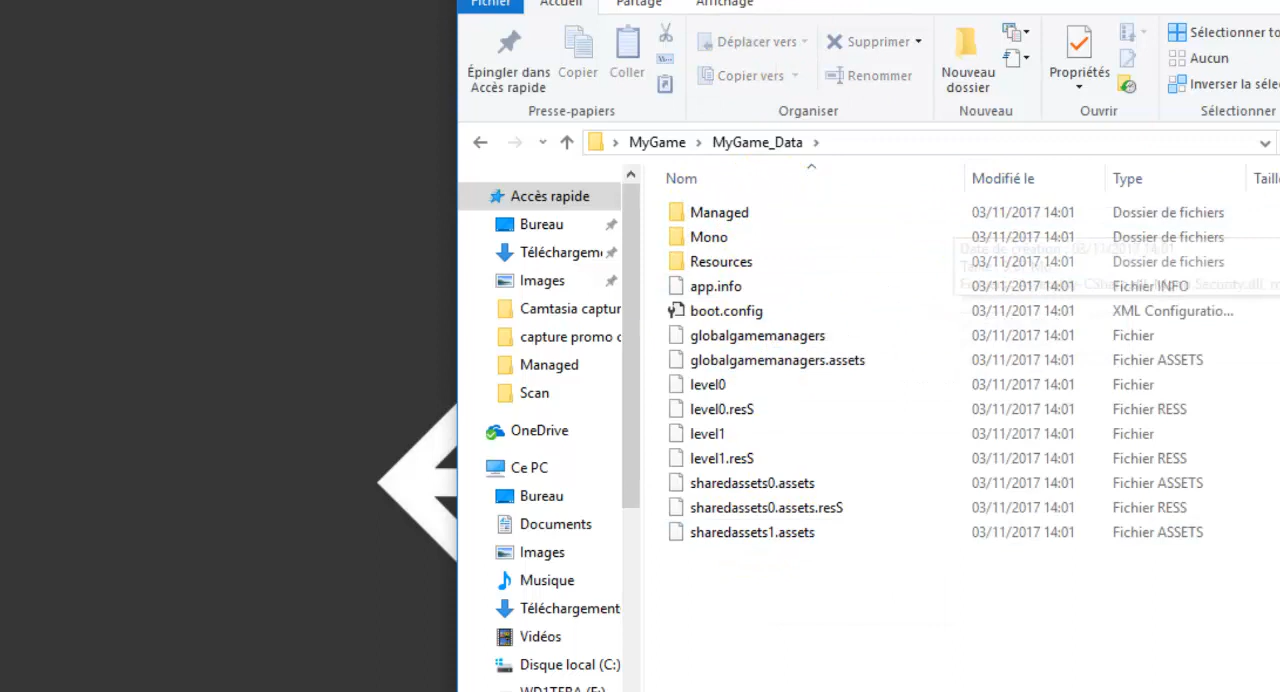 Fichier Accueil Partage Affichage
Épingler dans Accès rapide
Copier
Coller
Presse-papiers
Déplacer vers
Copier vers
Supprimer
Renommer
Organiser
Nouveau dossier
Nouveau
Propriétés
Ouvrir
Sélectionner to
Aucun
Inverser la séle
Sélectionner
MyGame > MyGame_Data >
Accès rapide
Bureau
Téléchargem
Images
Camtasia captur
capture promo
Managed
Scan
OneDrive
Ce PC
Bureau
Documents
Images
Musique
Téléchargement
Vidéos
Disque local (C:)
Nom Modifié le Type Taill
Managed 03/11/2017 14:01 Dossier de fichiers
Mono 03/11/2017 14:01 Dossier de fichiers
Resources 03/11/2017 14:01 Dossier de fichiers
app.info 03/11/2017 14:01 Fichier INFO
boot.config 03/11/2017 14:01 XML Configuratio...
globalgamemanagers 03/11/2017 14:01 Fichier
globalgamemanagers.assets 03/11/2017 14:01 Fichier ASSETS
level0 03/11/2017 14:01 Fichier
level0.resS 03/11/2017 14:01 Fichier RESS
level1 03/11/2017 14:01 Fichier
level1.resS 03/11/2017 14:01 Fichier RESS
sharedassets0.assets 03/11/2017 14:01 Fichier ASSETS
sharedassets0.assets.resS 03/11/2017 14:01 Fichier RESS
sharedassets1.assets 03/11/2017 14:01 Fichier ASSETS